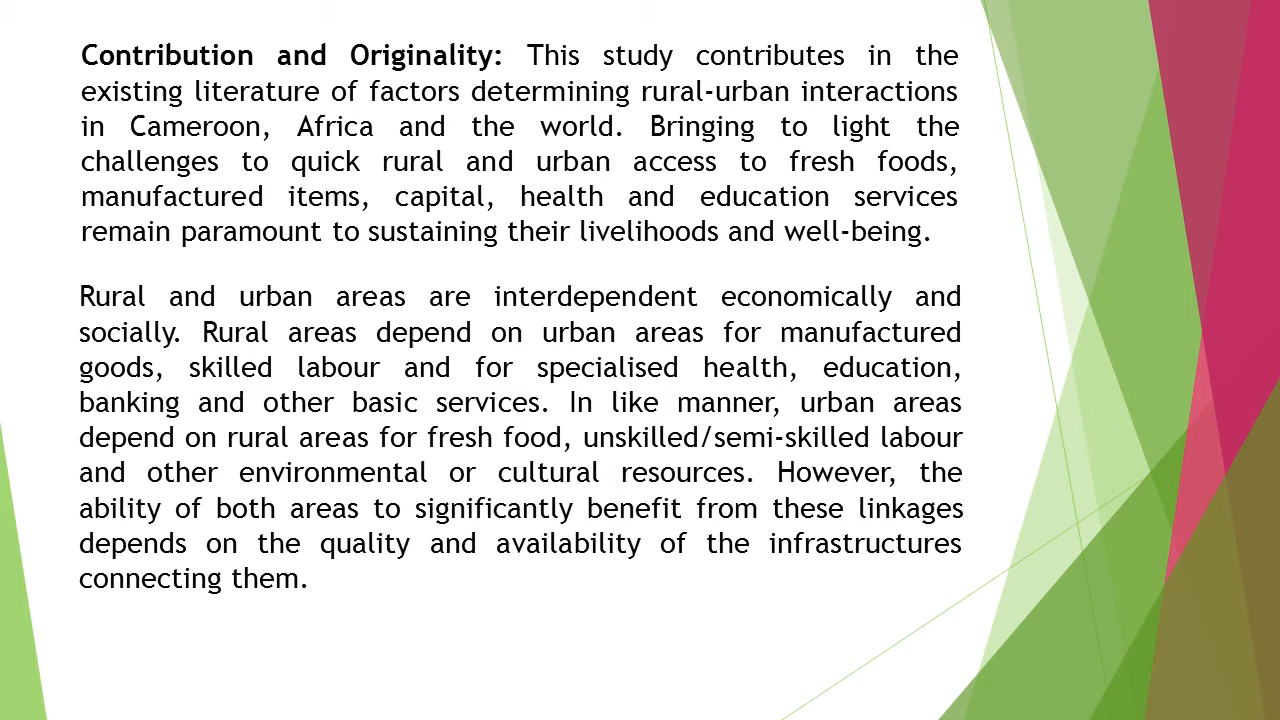 Contribution and Originality: This study contributes in the
existing literature of factors determining rural-urban interactions
in Cameroon, Africa and the world. Bringing to light the
challenges to quick rural and urban access to fresh foods,
manufactured items, capital, health and education services
remain paramount to sustaining their livelihoods and well-being.
Rural and urban areas are interdependent economically and
socially. Rural areas depend on urban areas for manufactured
goods, skilled labour and for specialised health, education,
banking and other basic services. In like manner, urban areas
depend on rural areas for fresh food, unskilled/semi-skilled labour
and other environmental or cultural resources. However, the
ability of both areas to significantly benefit from these linkages
depends on the quality and availability of the infrastructures
connecting them.